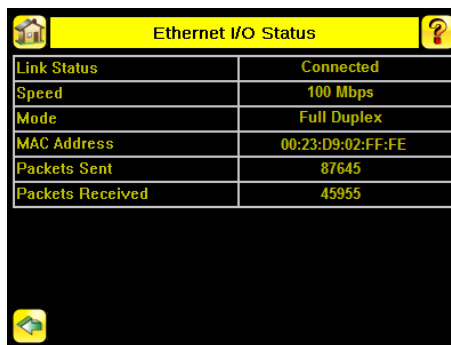 Ethernet I/O Status
?
Link Status Connected
Speed 100 Mbps
Mode Full Duplex
MAC Address 00:23:D9:02:FF:FE
Packets Sent 87645
Packets Received 45955